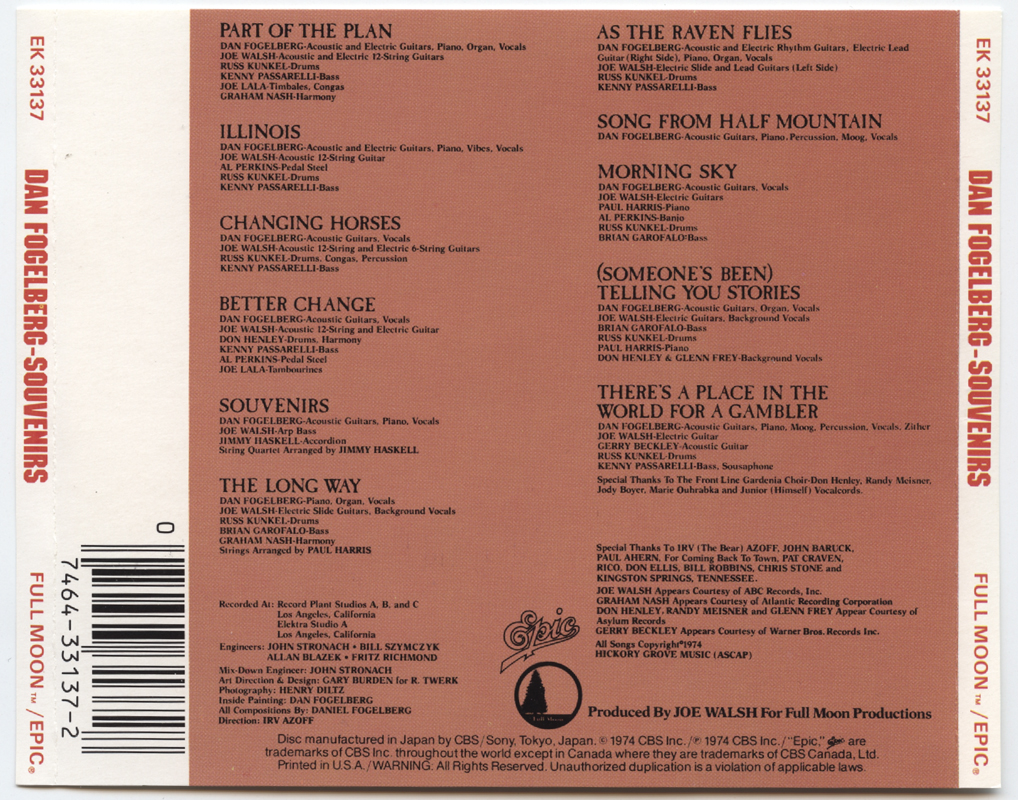 EK 33137
DAN FOGELBERG-SOUVENIRS
FULL MOON™/EPIC®
0
7464-33137-2
PART OF THE PLAN
DAN FOGELBERG-Acoustic and Electric Guitars, Piano, Organ, Vocals
JOE WALSH-Acoustic and Electric 12-String Guitars
RUSS KUNKEL-Drums
KENNY PASSARELLI-Bass
JOE LALA-Timbales, Congas
GRAHAM NASH-Harmony
ILLINOIS
DAN FOGELBERG-Acoustic and Electric Guitars, Piano, Vibes, Vocals
JOE WALSH-Acoustic 12-String Guitar
AL PERKINS-Pedal Steel
RUSS KUNKEL-Drums
KENNY PASSARELLI-Bass
CHANGING HORSES
DAN FOGELBERG-Acoustic Guitars, Vocals
JOE WALSH-Acoustic 12-String and Electric 6-String Guitars
RUSS KUNKEL-Drums, Congas, Percussion
KENNY PASSARELLI-Bass
BETTER CHANGE
DAN FOGELBERG-Acoustic Guitars, Vocals
JOE WALSH-Acoustic 12-String and Electric Guitar
DON HENLEY-Drums, Harmony
KENNY PASSARELLI-Bass
AL PERKINS-Pedal Steel
JOE LALA-Tambourines
SOUVENIRS
DAN FOGELBERG-Acoustic Guitars, Piano, Vocals
JOE WALSH-Arp Bass
JIMMY HASKELL-Accordion
String Quartet Arranged by JIMMY HASKELL
THE LONG WAY
DAN FOGELBERG-Piano, Organ, Vocals
JOE WALSH-Electric Slide Guitars, Background Vocals
RUSS KUNKEL-Drums
BRIAN GAROFALO-Bass
GRAHAM NASH-Harmony
Strings Arranged by PAUL HARRIS
Recorded At: Record Plant Studios A, B, and C
Los Angeles, California
Elektra Studio A
Los Angeles, California
Engineers: JOHN STRONACH • BILL SZYMCZYK
ALLAN BLAZEK • FRITZ RICHMOND
Mix-Down Engineer: JOHN STRONACH
Art Direction & Design: GARY BURDEN for R. TWERK
Photography: HENRY DILTZ
Inside Painting: DAN FOGELBERG
All Compositions By: DANIEL FOGELBERG
Direction: IRV AZOFF
AS THE RAVEN FLIES
DAN FOGELBERG-Acoustic and Electric Rhythm Guitars, Electric Lead
Guitar (Right Side), Piano, Organ, Vocals
JOE WALSH-Electric Slide and Lead Guitars (Left Side)
RUSS KUNKEL-Drums
KENNY PASSARELLI-Bass
SONG FROM HALF MOUNTAIN
DAN FOGELBERG-Acoustic Guitars, Piano, Percussion, Moog, Vocals
MORNING SKY
DAN FOGELBERG-Acoustic Guitars, Vocals
JOE WALSH-Electric Guitars
PAUL HARRIS-Piano
AL PERKINS-Banjo
RUSS KUNKEL-Drums
BRIAN GAROFALO-Bass
(SOMEONE'S BEEN)
TELLING YOU STORIES
DAN FOGELBERG-Acoustic Guitars, Organ, Vocals
JOE WALSH-Electric Guitars, Background Vocals
BRIAN GAROFALO-Bass
RUSS KUNKEL-Drums
PAUL HARRIS-Piano
DON HENLEY & GLENN FREY-Background Vocals
THERE'S A PLACE IN THE
WORLD FOR A GAMBLER
DAN FOGELBERG-Acoustic Guitars, Piano, Moog, Percussion, Vocals, Zither
JOE WALSH-Electric Guitar
GERRY BECKLEY-Acoustic Guitar
RUSS KUNKEL-Drums
KENNY PASSARELLI-Bass, Sousaphone
Special Thanks To The Front Line Gardenia Choir-Don Henley, Randy Meisner,
Jody Boyer, Marie Ouhrabka and Junior (Himself) Vocalcords.
Special Thanks To IRV (The Bear) AZOFF, JOHN BARUCK,
PAUL AHERN, For Coming Back To Town, PAT CRAVEN,
RICO, DON ELLIS, BILL ROBBINS, CHRIS STONE and
KINGSTON SPRINGS, TENNESSEE.
JOE WALSH Appears Courtesy of ABC Records, Inc.
GRAHAM NASH Appears Courtesy of Atlantic Recording Corporation
DON HENLEY, RANDY MEISNER and GLENN FREY Appear Courtesy of
Asylum Records
GERRY BECKLEY Appears Courtesy of Warner Bros. Records Inc.
All Songs Copyright©1974
HICKORY GROVE MUSIC (ASCAP)
Epic
Full Moon
Produced By JOE WALSH For Full Moon Productions
Disc manufactured in Japan by CBS/Sony, Tokyo, Japan. © 1974 CBS Inc./℗ 1974 CBS Inc./"Epic," Epic are
trademarks of CBS Inc. throughout the world except in Canada where they are trademarks of CBS Canada, Ltd.
Printed in U.S.A./WARNING: All Rights Reserved. Unauthorized duplication is a violation of applicable laws.
EK 33137
DAN FOGELBERG-SOUVENIRS
FULL MOON™/EPIC®